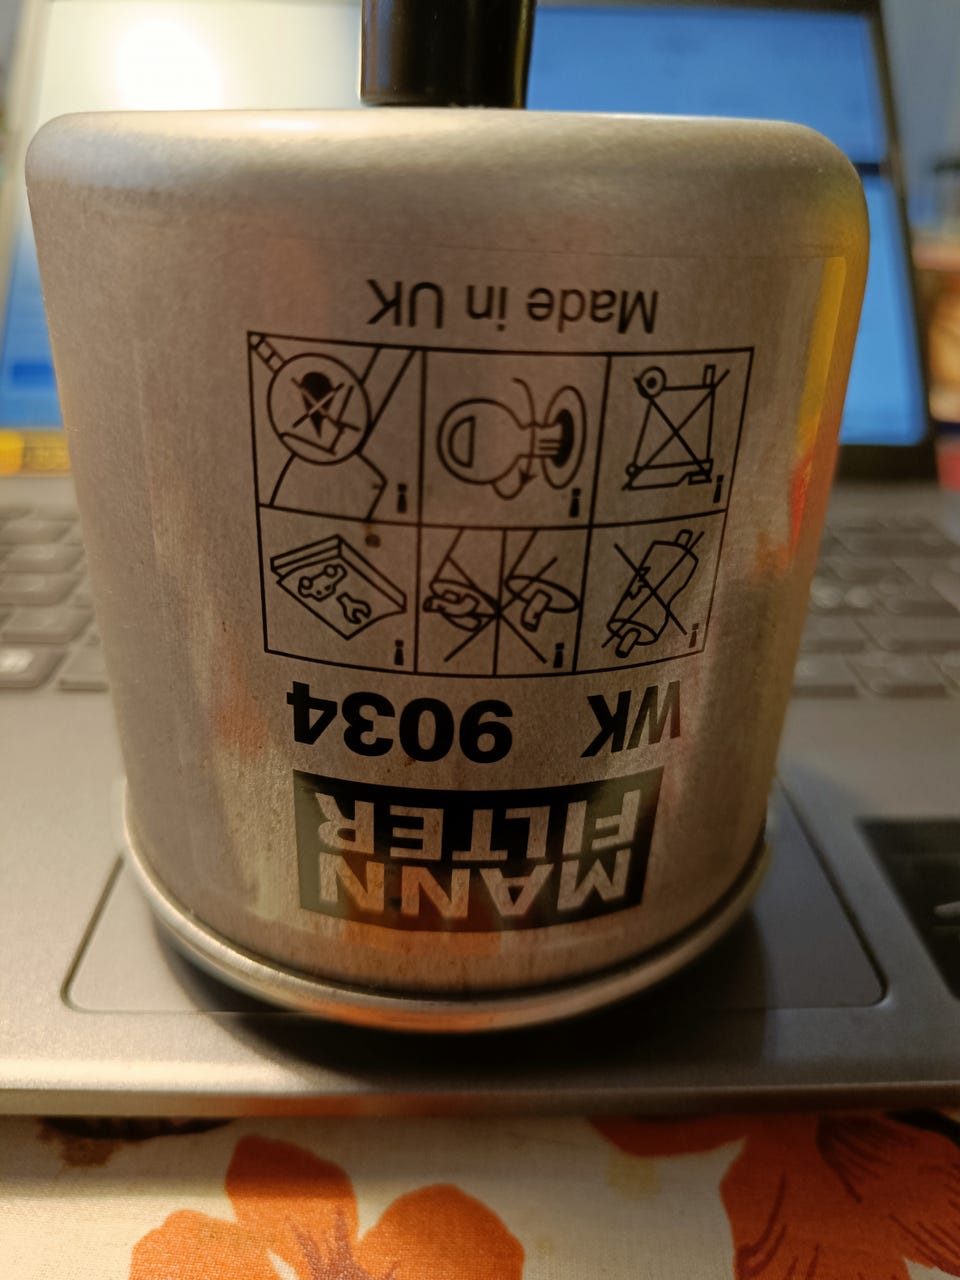 MANN
FILTER
WK 9034
Made in UK